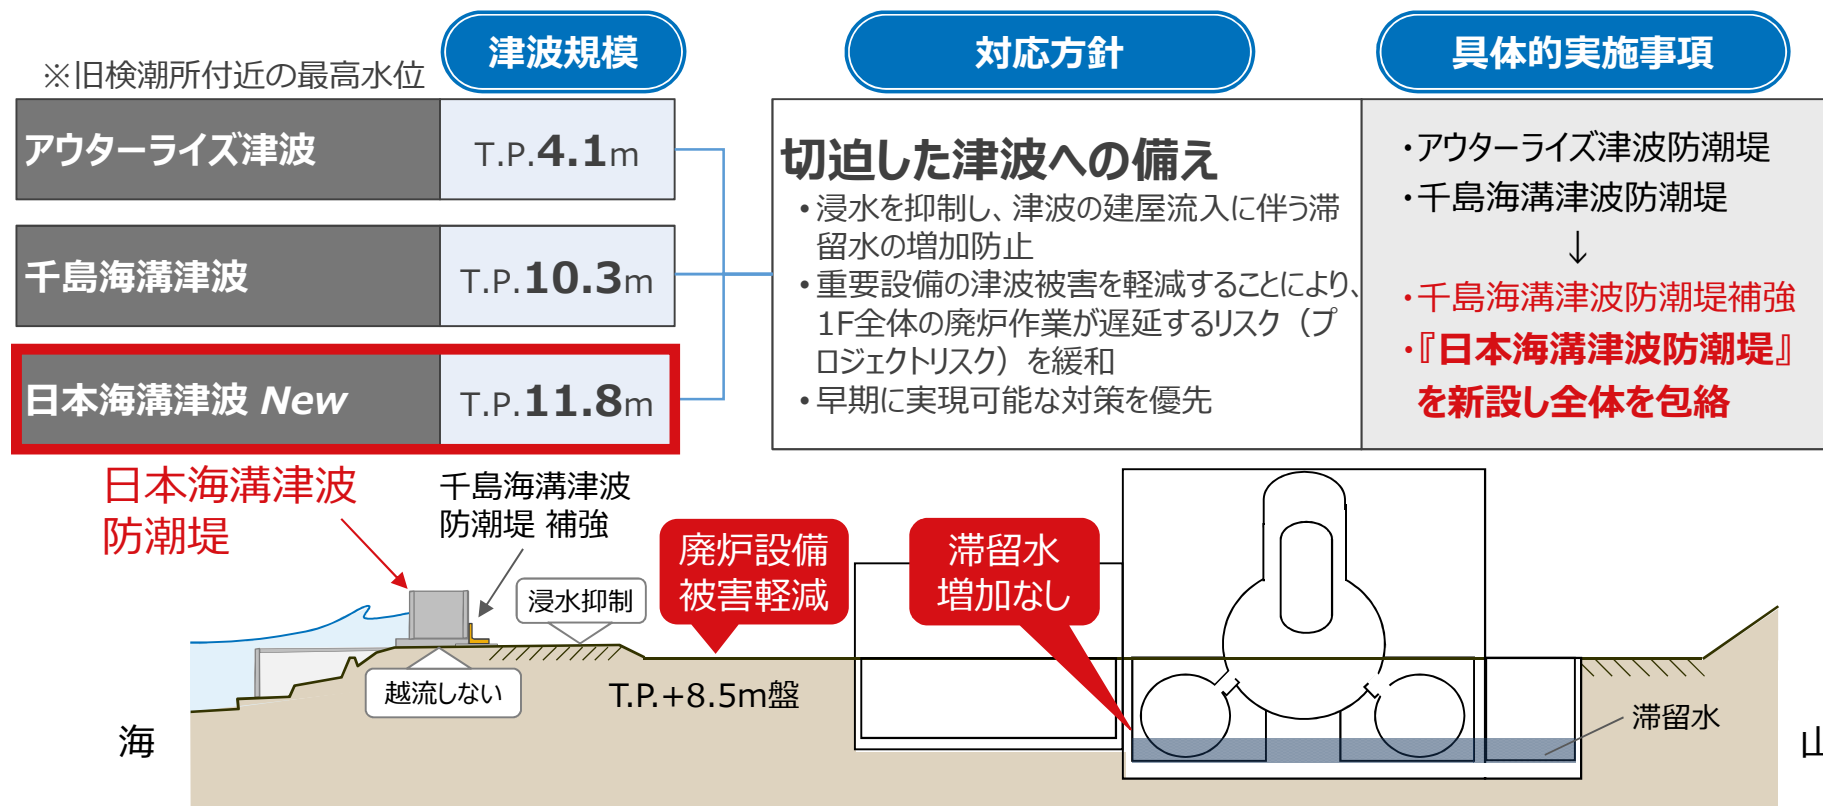 津波規模
対応方針
具体的実施事項
※旧検潮所付近の最高水位
アウターライズ津波
T.P.4.1m
千島海溝津波
T.P.10.3m
日本海溝津波 New
T.P.11.8m
切迫した津波への備え
・浸水を抑制し、津波の建屋流入に伴う滞
留水の増加防止
・重要設備の津波被害を軽減することにより、
1F全体の廃炉作業が遅延するリスク（プ
ロジェクトリスク）を緩和
・早期に実現可能な対策を優先
・アウターライズ津波防潮堤
・千島海溝津波防潮堤
↓
・千島海溝津波防潮堤補強
・『日本海溝津波防潮堤』
を新設し全体を包絡
日本海溝津波
防潮堤
千島海溝津波
防潮堤 補強
浸水抑制
廃炉設備
被害軽減
滞留水
増加なし
越流しない
T.P.+8.5m盤
滞留水
海
山